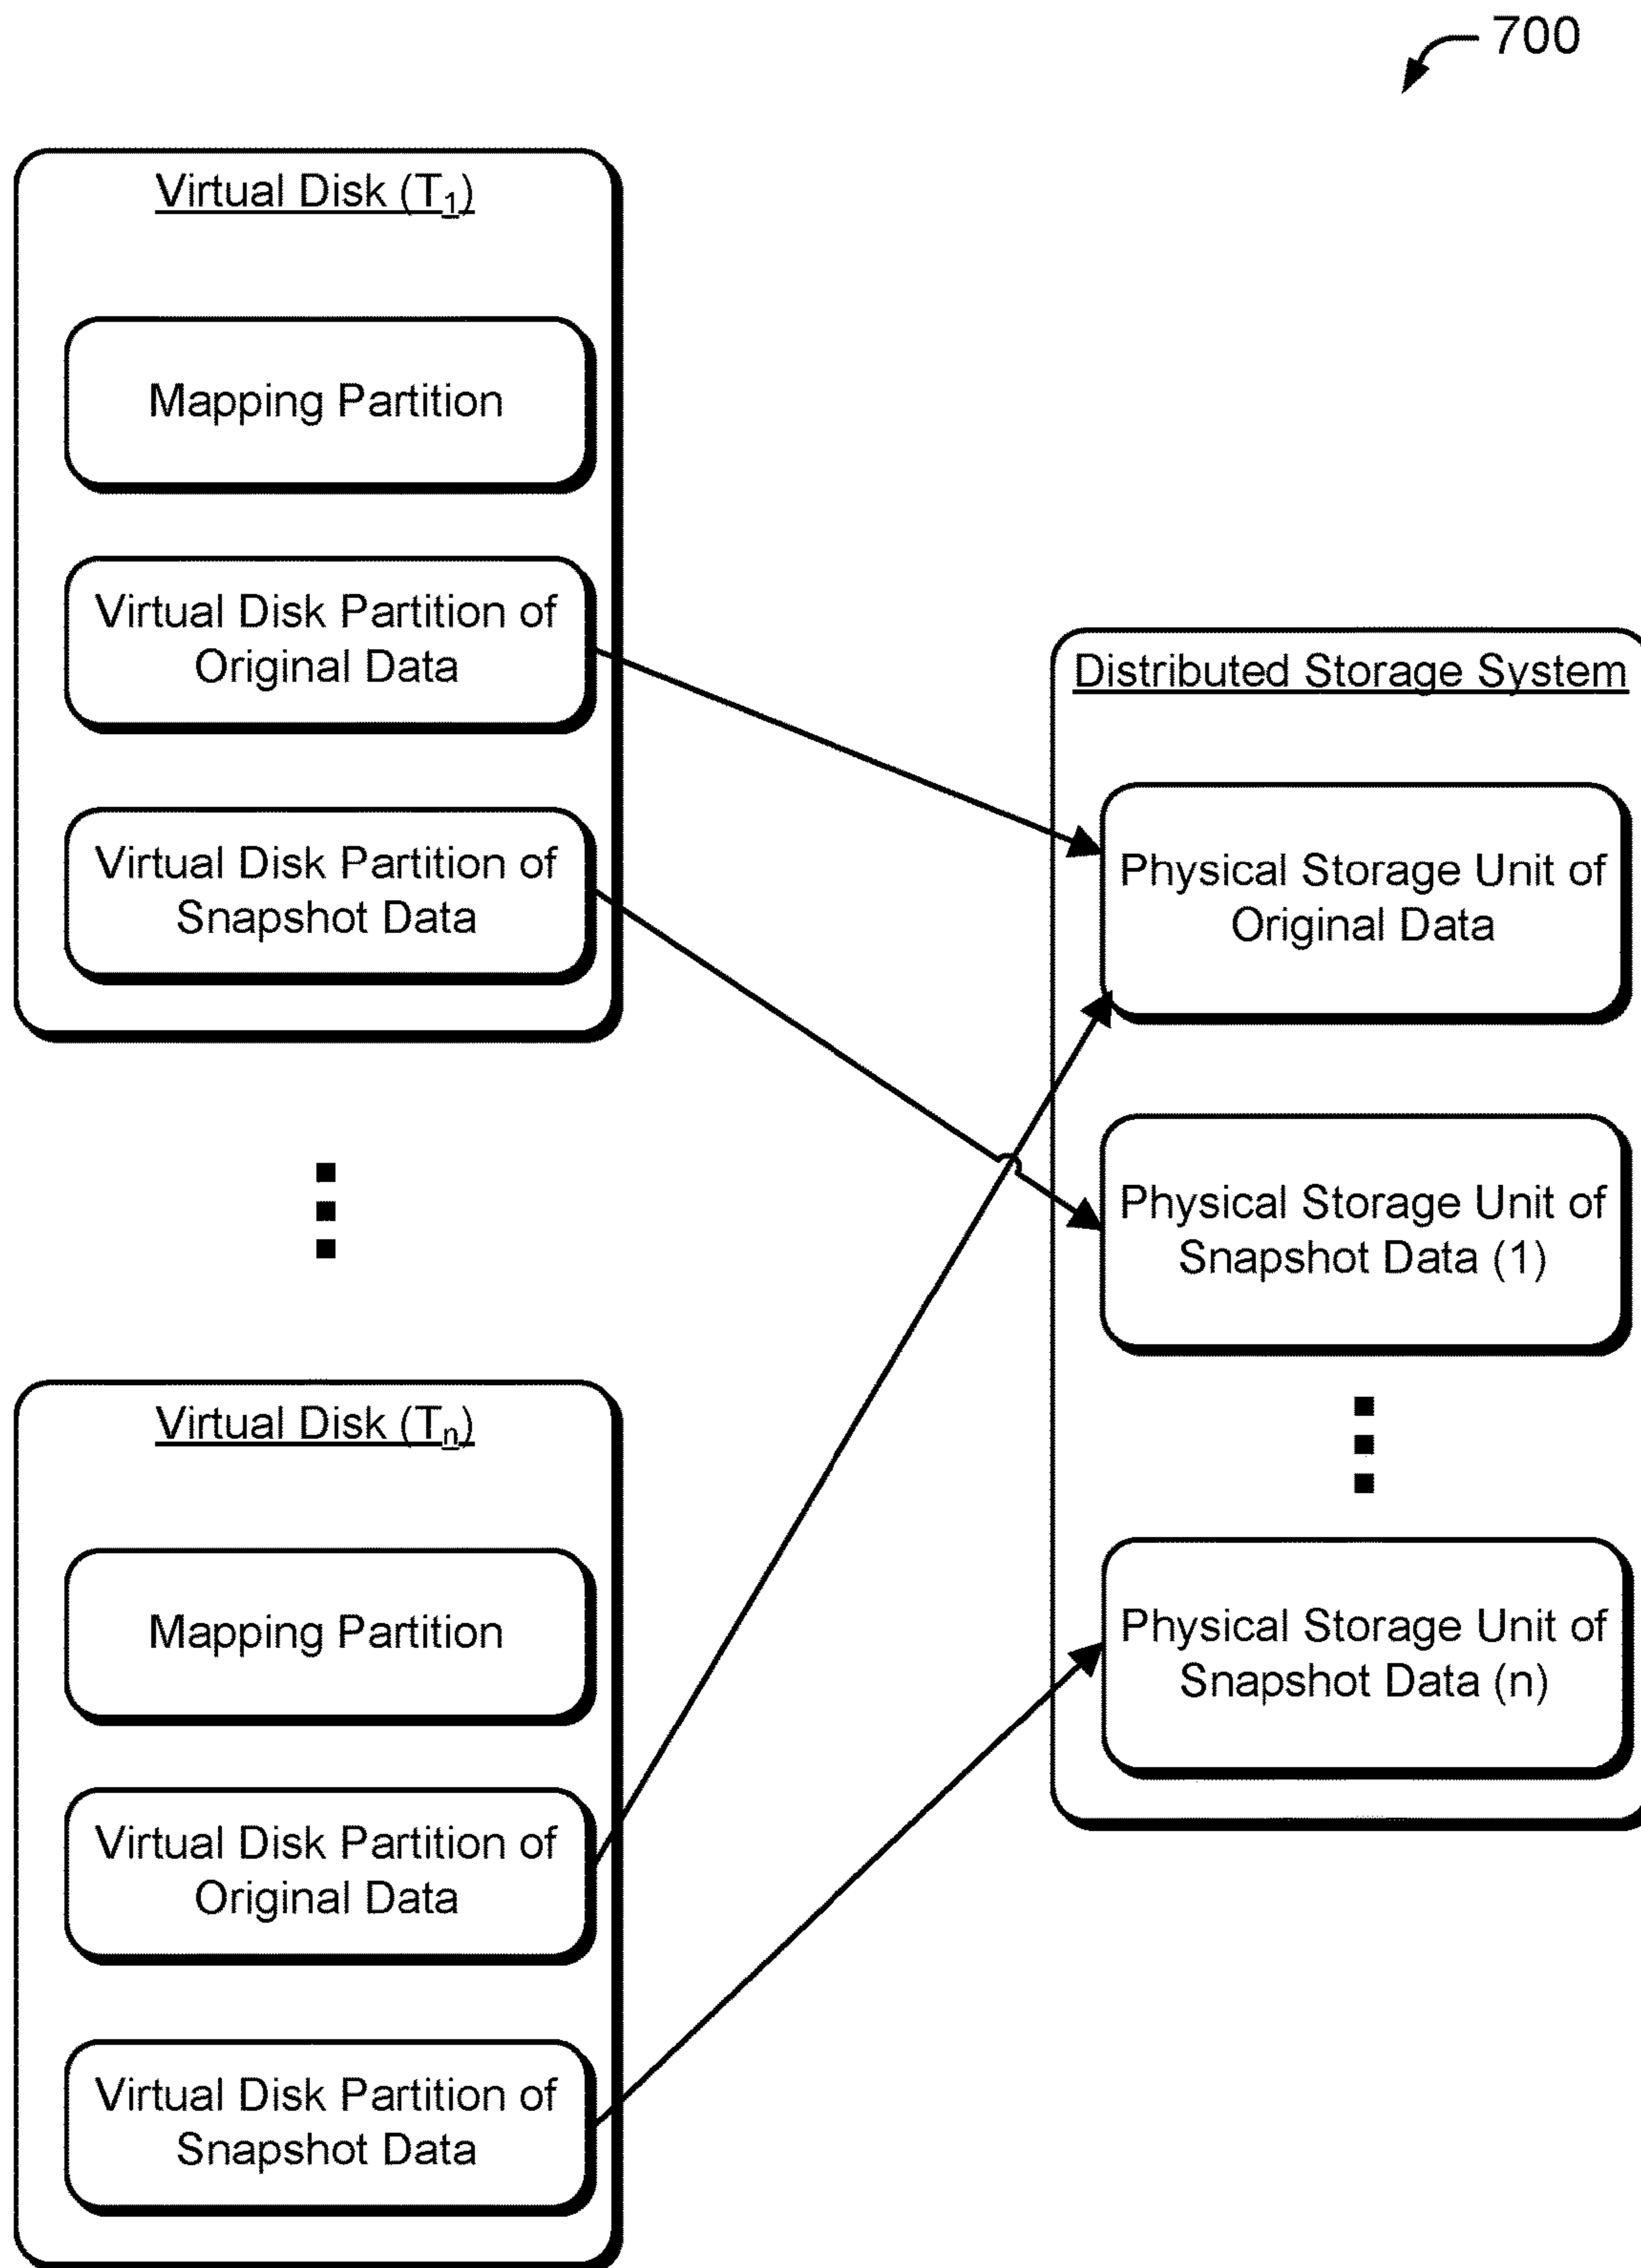 700
Virtual Disk (T₁)
Mapping Partition
Virtual Disk Partition of
Original Data
Virtual Disk Partition of
Snapshot Data
Virtual Disk (Tₙ)
Mapping Partition
Virtual Disk Partition of
Original Data
Virtual Disk Partition of
Snapshot Data
Distributed Storage System
Physical Storage Unit of
Original Data
Physical Storage Unit of
Snapshot Data (1)
Physical Storage Unit of
Snapshot Data (n)